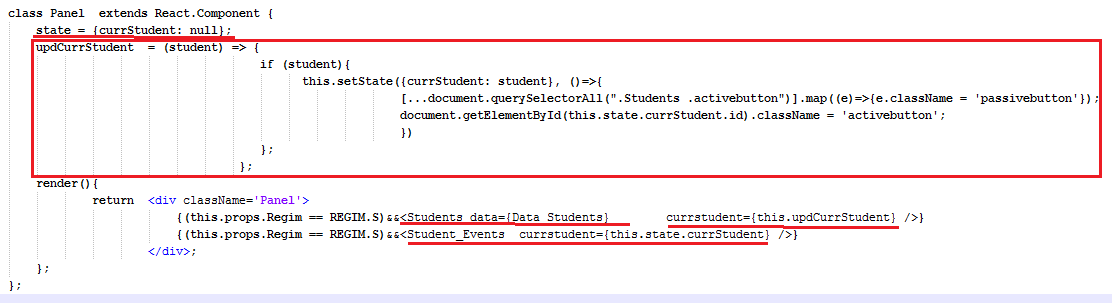 class Panel  extends React.Component {
state = {currStudent: null};
updCurrStudent  = (student) => {
if (student){
this.setState({currStudent: student}, ()=>{
[...document.querySelectorAll(".Students .activebutton")].map((e)=>{e.className = 'passivebutton'});
document.getElementById(this.state.currStudent.id).className = 'activebutton';
})
};
};
render(){
return  <div className='Panel'>
{(this.props.Regim == REGIM.S)&&<Students data={Data_Students}        currstudent={this.updCurrStudent} />}
{(this.props.Regim == REGIM.S)&&<Student_Events  currstudent={this.state.currStudent} />}
</div>;
};
};